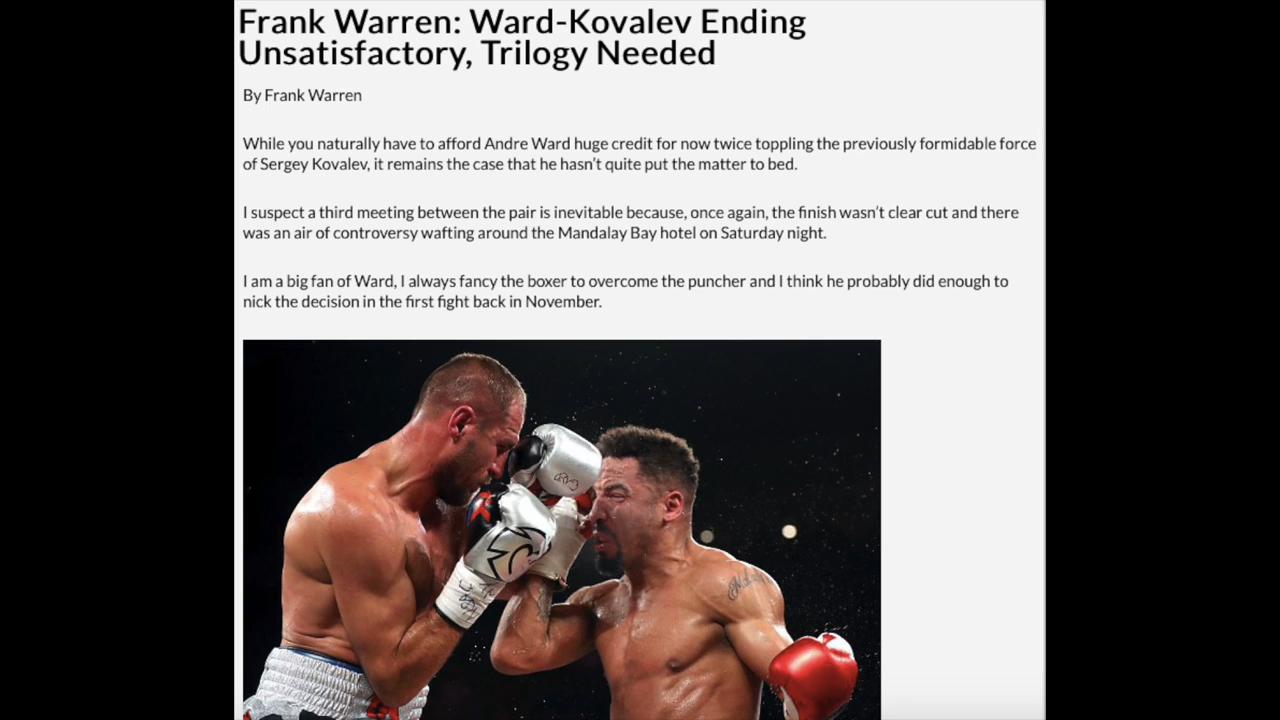 Frank Warren: Ward-Kovalev Ending
Unsatisfactory, Trilogy Needed
By Frank Warren
While you naturally have to afford Andre Ward huge credit for now twice toppling the previously formidable force
of Sergey Kovalev, it remains the case that he hasn't quite put the matter to bed.
I suspect a third meeting between the pair is inevitable because, once again, the finish wasn't clear cut and there
was an air of controversy wafting around the Mandalay Bay hotel on Saturday night.
I am a big fan of Ward, I always fancy the boxer to overcome the puncher and I think he probably did enough to
nick the decision in the first fight back in November.